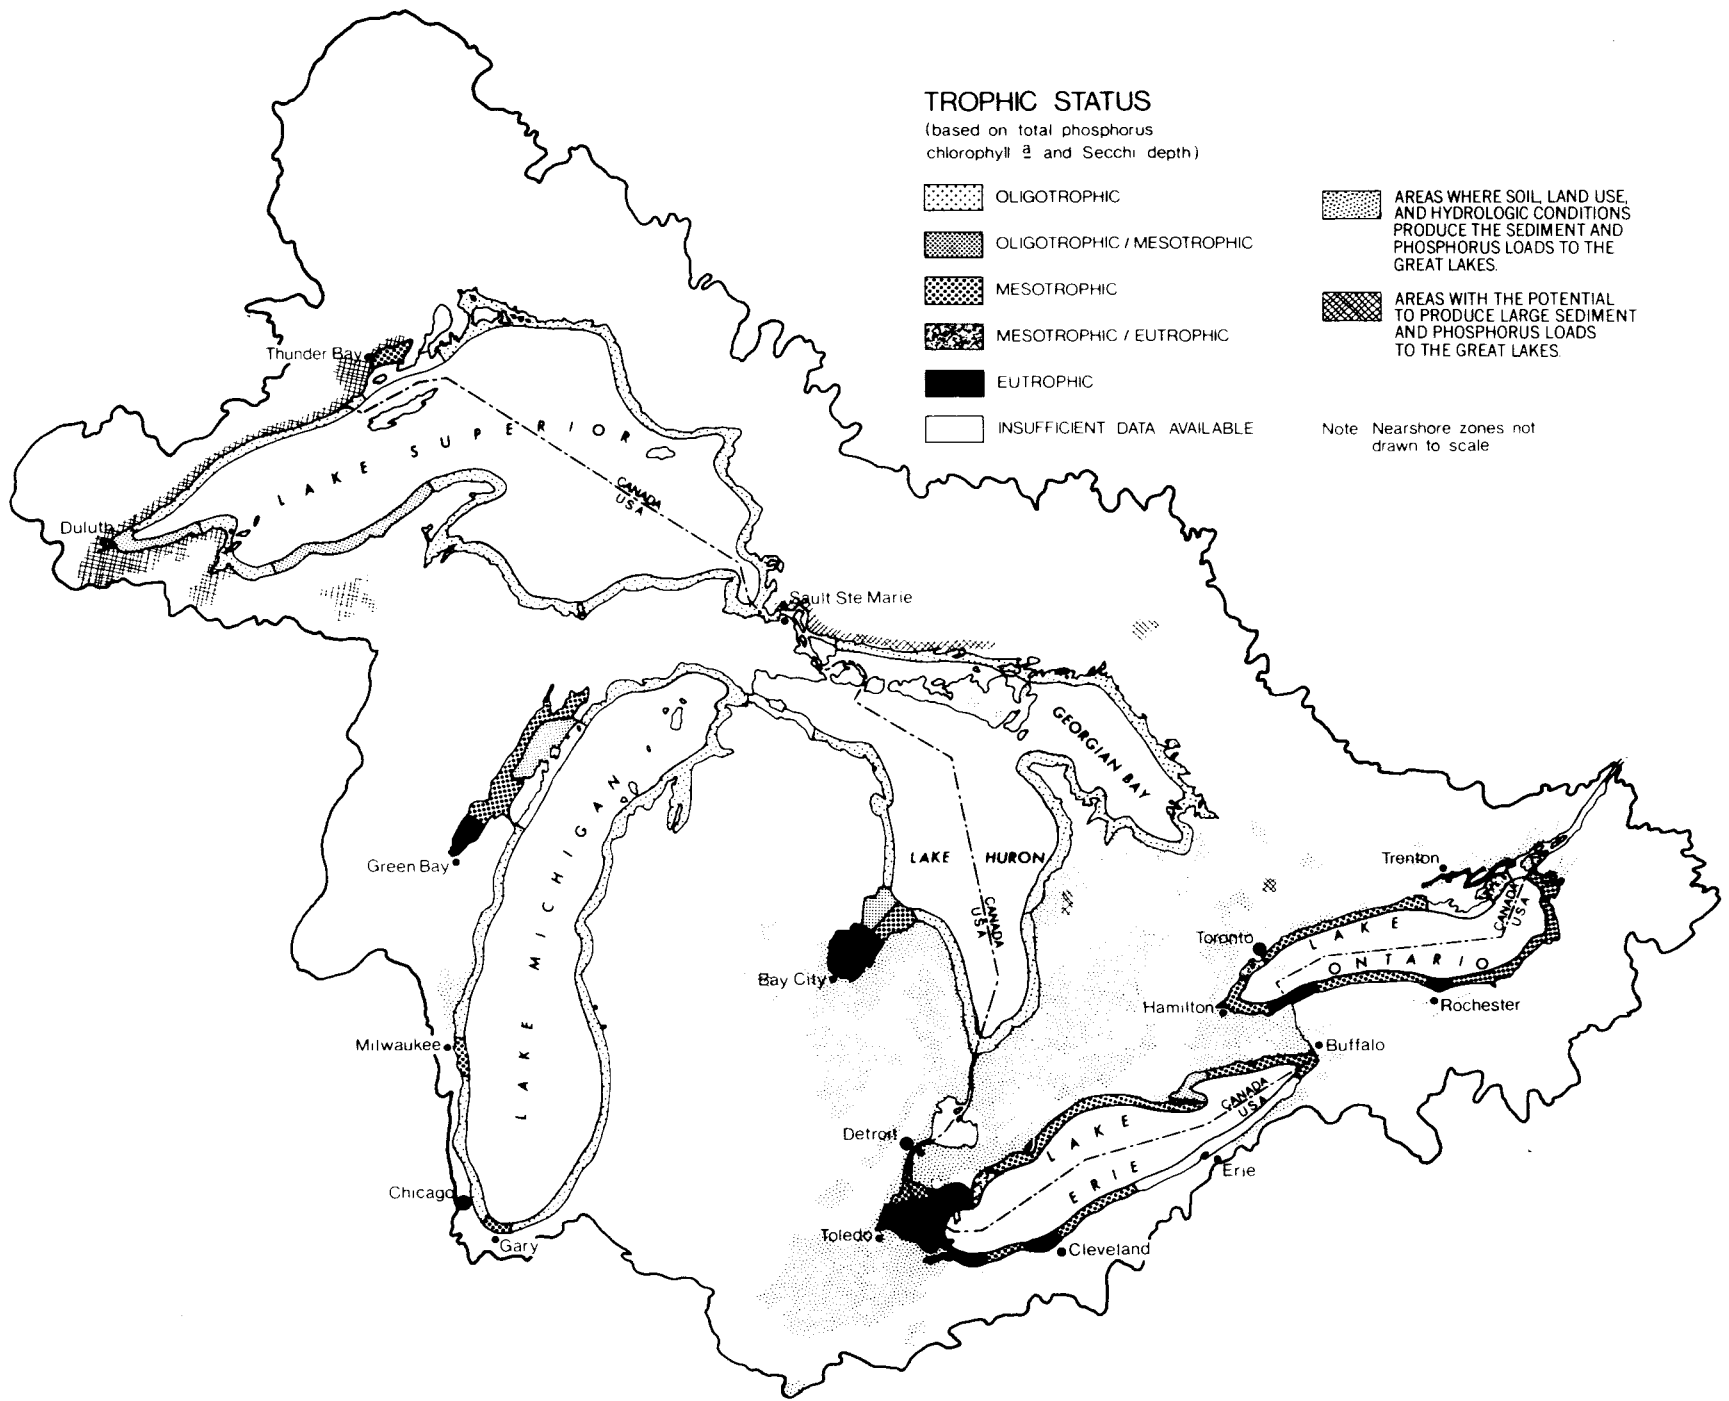 TROPHIC STATUS
(based on total phosphorus
chlorophyll a and Secchi depth)
OLIGOTROPHIC
OLIGOTROPHIC / MESOTROPHIC
MESOTROPHIC
MESOTROPHIC / EUTROPHIC
EUTROPHIC
INSUFFICIENT DATA AVAILABLE
AREAS WHERE SOIL, LAND USE,
AND HYDROLOGIC CONDITIONS
PRODUCE THE SEDIMENT AND
PHOSPHORUS LOADS TO THE
GREAT LAKES.
AREAS WITH THE POTENTIAL
TO PRODUCE LARGE SEDIMENT
AND PHOSPHORUS LOADS
TO THE GREAT LAKES.
Note Nearshore zones not
drawn to scale
Thunder Bay
LAKE SUPERIOR
CANADA
USA
Duluth
Sault Ste Marie
GEORGIAN BAY
LAKE MICHIGAN
Green Bay
LAKE HURON
CANADA
USA
Trenton
CANADA
USA
Toronto
LAKE
ONTARIO
Bay City
Hamilton
Rochester
Milwaukee
Buffalo
CANADA
USA
Detroit
LAKE
ERIE
Erie
Chicago
Toledo
Gary
Cleveland